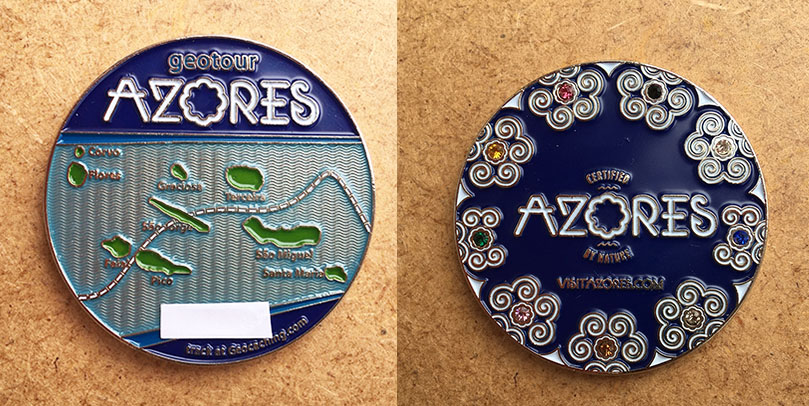 geotour
AZORES
Corvo
Flores
Graciosa
Terceira
São Jorge
Faial
Pico
São Miguel
Santa Maria
track at Geocaching.com
CERTIFIED
AZORES
BY NATURE
VISITAZORES.COM